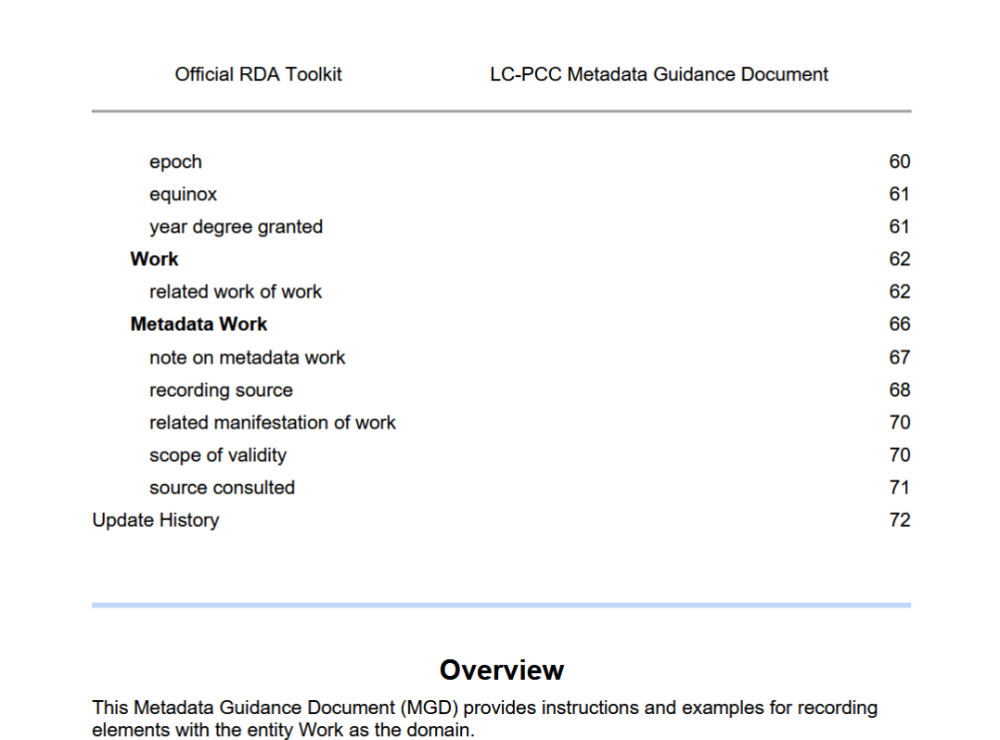 Official RDA Toolkit LC-PCC Metadata Guidance Document
epoch 60
equinox 61
year degree granted 61
Work 62
related work of work 62
Metadata Work 66
note on metadata work 67
recording source 68
related manifestation of work 70
scope of validity 70
source consulted 71
Update History 72
Overview
This Metadata Guidance Document (MGD) provides instructions and examples for recording
elements with the entity Work as the domain.